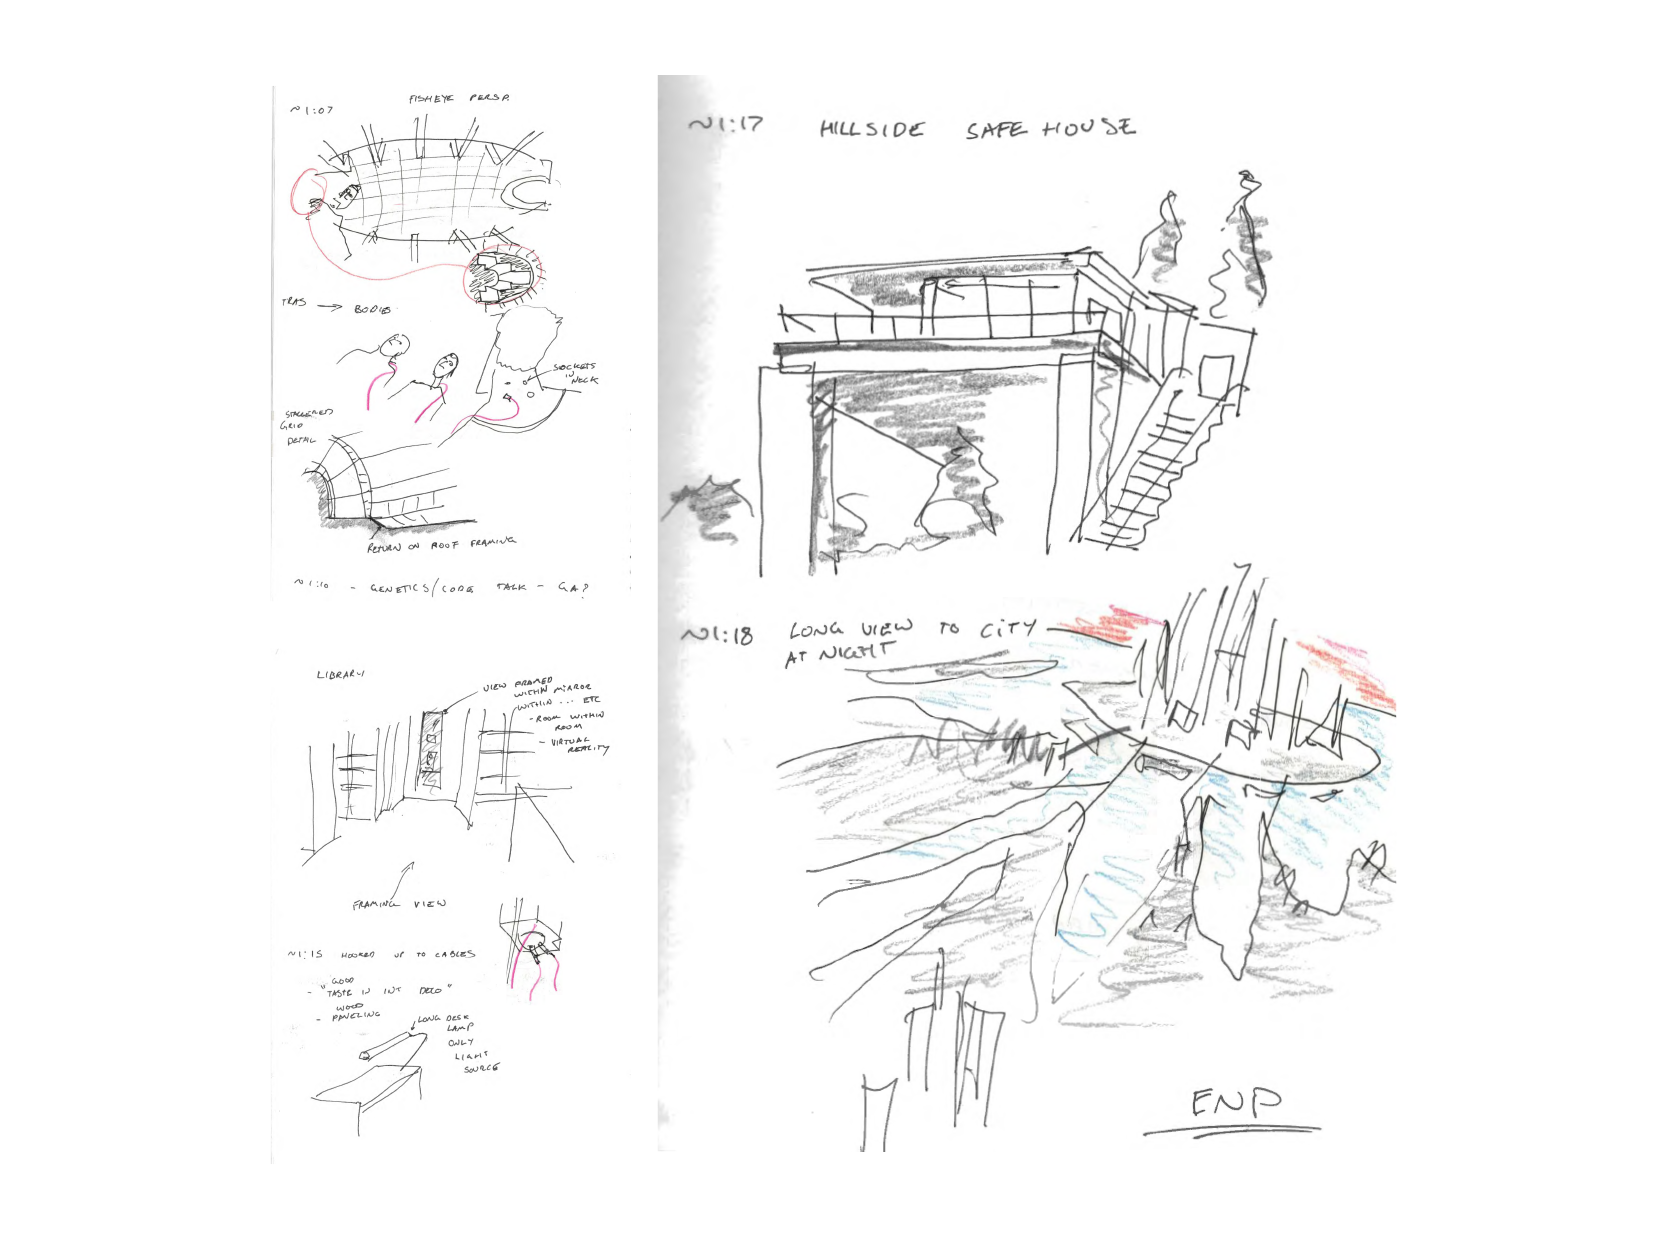 ~1:07
FISHEYE PERSP.
TRAS → BODIES
SOCKETS
IN
NECK
STAGGERED
GRID
DETAIL
RETURN ON ROOF FRAMING
~1:10 - GENETICS/CODE TALK - GAP
LIBRARY
VIEW FRAMED
WITHIN MIRROR
WITHIN ... ETC
- ROOM WITHIN
ROOM
- VIRTUAL
REALITY
FRAMING VIEW
~1:15 HOOKED UP TO CABLES
- "GOOD
TASTE IN INT DECO"
- WOOD
PANELING
LONG DESK
LAMP
ONLY
LIGHT
SOURCE
~1:17 HILLSIDE SAFE HOUSE
~1:18 LONG VIEW TO CITY
AT NIGHT
END